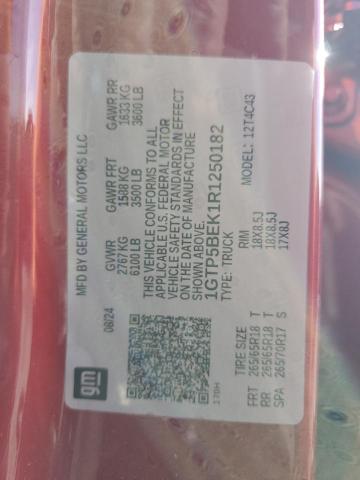 gm
MFD BY GENERAL MOTORS LLC
08/24
GVWR GAWR FRT GAWR RR
2767 KG 1588 KG 1633 KG
6100 LB 3500 LB 3600 LB
THIS VEHICLE CONFORMS TO ALL
APPLICABLE U.S. FEDERAL MOTOR
VEHICLE SAFETY STANDARDS IN EFFECT
ON THE DATE OF MANUFACTURE
SHOWN ABOVE.
1GTP5BEK1R1250182
TYPE: TRUCK MODEL: 12T4C43
170H
TIRE SIZE RIM
FRT 265/65R18 T 18X8.5J
RR 265/65R18 T 18X8.5J
SPA 265/70R17 S 17X8J